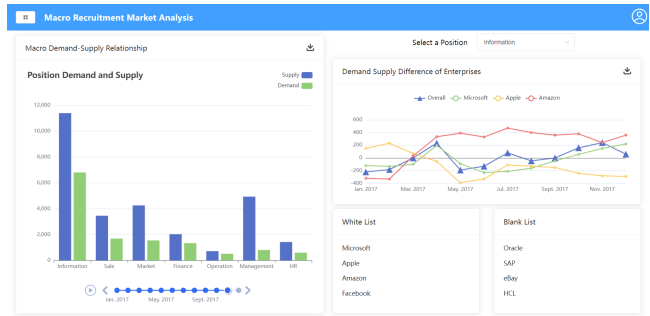 Macro Recruitment Market Analysis
Macro Demand-Supply Relationship
Position Demand and Supply
Supply
Demand
12,000
10,000
8,000
6,000
4,000
2,000
0
Information Sale Market Finance Operation Management HR
Jan. 2017 May. 2017 Sept. 2017
Select a Position Information
Demand Supply Difference of Enterprises
Overall Microsoft Apple Amazon
600
400
200
0
-200
-400
Jan. 2017 Mar. 2017 May. 2017 Jul. 2017 Sept. 2017 Nov. 2017
White List
Microsoft
Apple
Amazon
Facebook
Blank List
Oracle
SAP
eBay
HCL